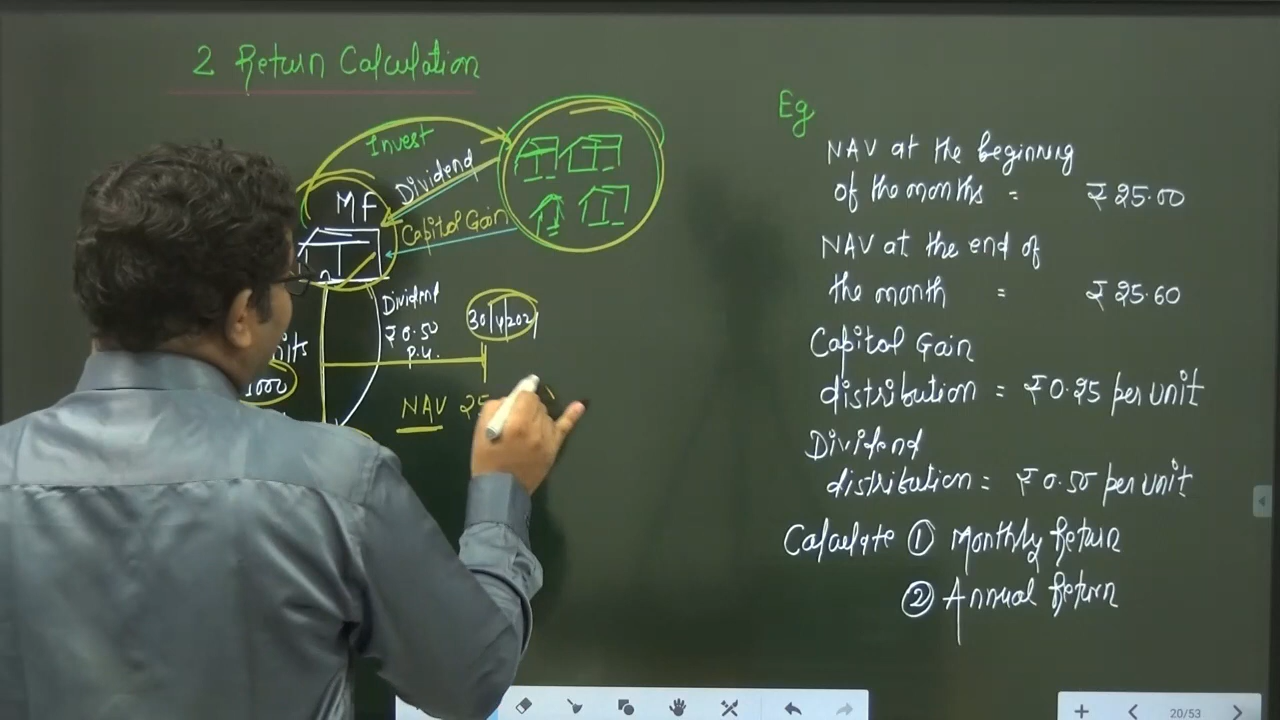 2 Return Calculation
Invest
Dividend
MF
Capital Gain
Dividend
₹0.50
P.U.
30/4/2021
1000
NAV 25
Eg
NAV at the beginning
of the months = ₹25.00
NAV at the end of
the month = ₹25.60
Capital Gain
distribution = ₹0.25 per unit
Dividend
distribution = ₹0.50 per unit
Calculate ① Monthly Return
② Annual Return
20/53